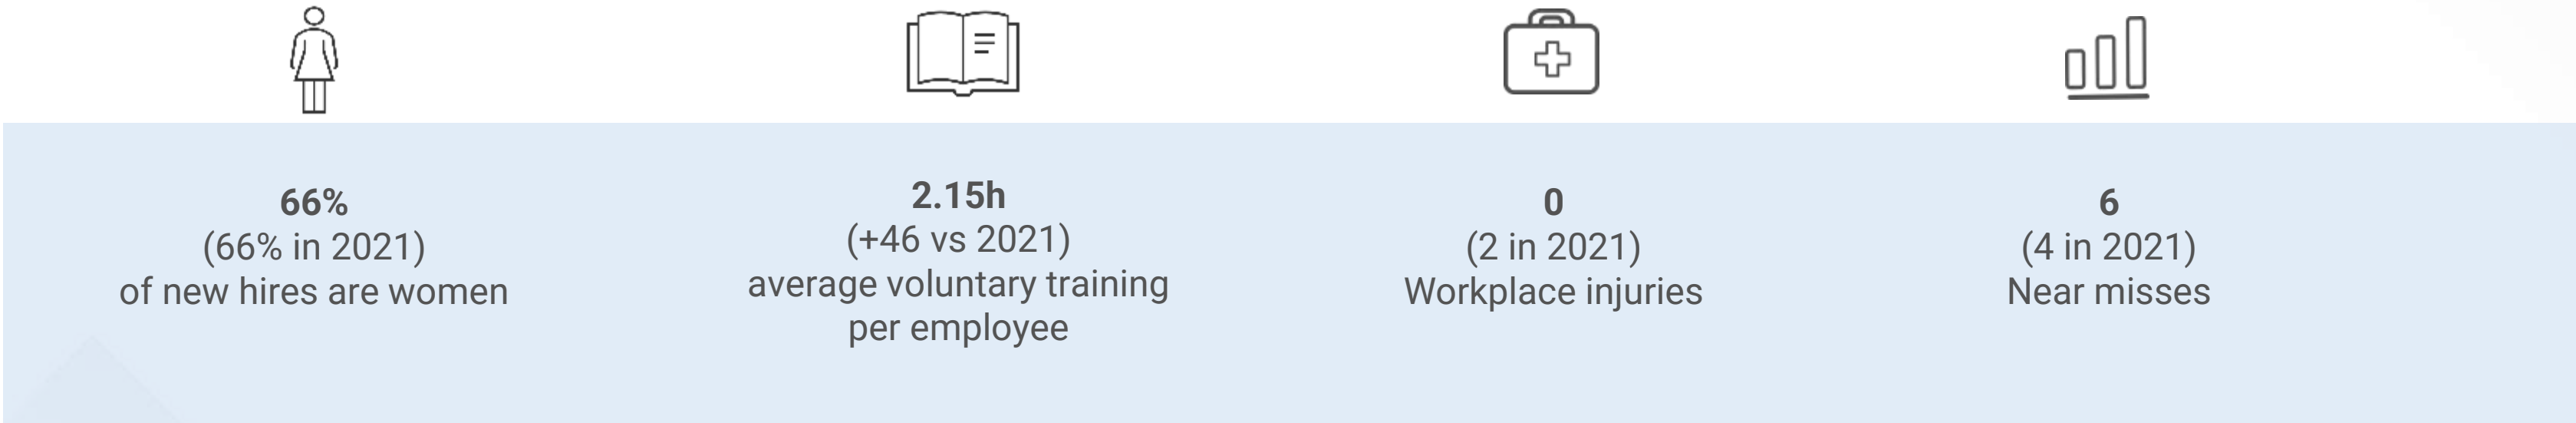 66%
(66% in 2021)
of new hires are women
2.15h
(+46 vs 2021)
average voluntary training
per employee
0
(2 in 2021)
Workplace injuries
6
(4 in 2021)
Near misses